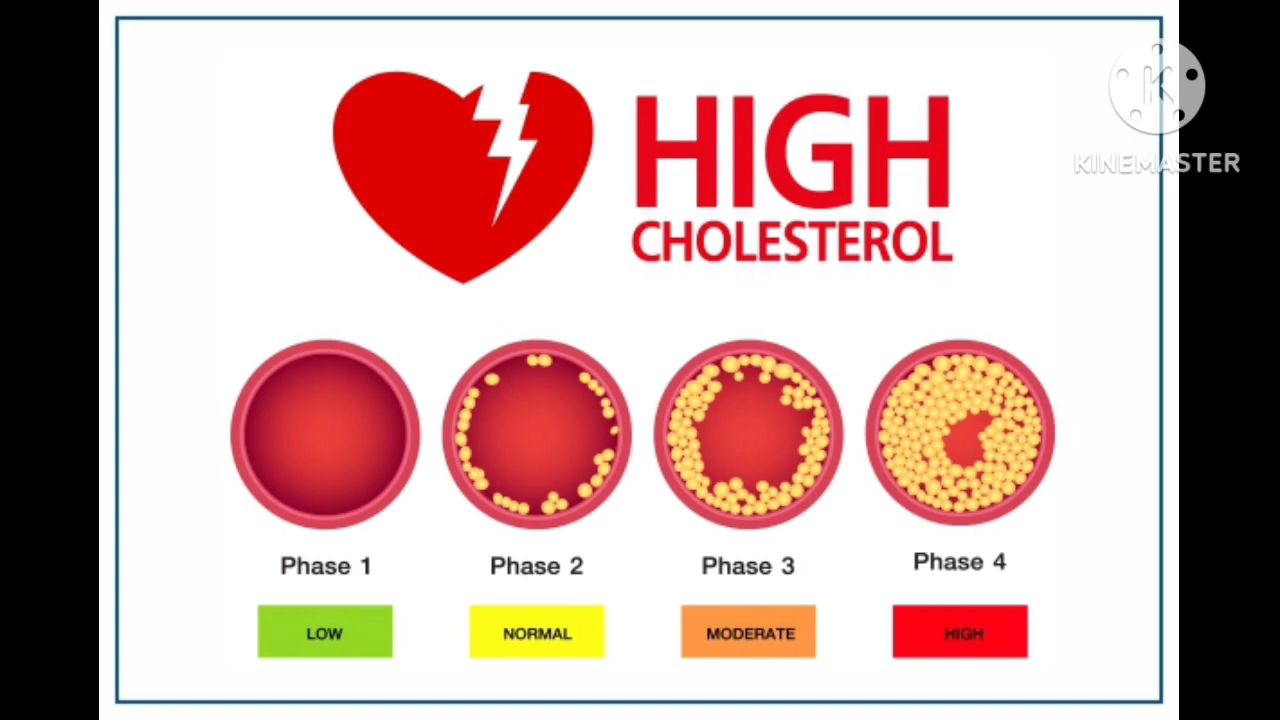 HIGH
CHOLESTEROL
KINEMASTER
Phase 1
Phase 2
Phase 3
Phase 4
LOW
NORMAL
MODERATE
HIGH